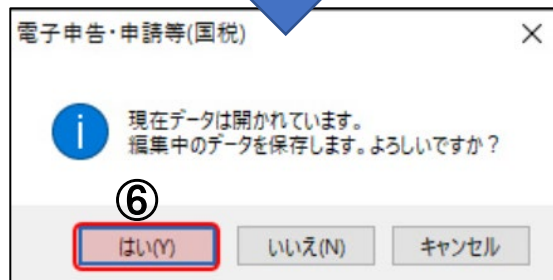 電子申告・申請等(国税)
現在データは開かれています。
編集中のデータを保存します。よろしいですか？
⑥
はい(Y)
いいえ(N)
キャンセル